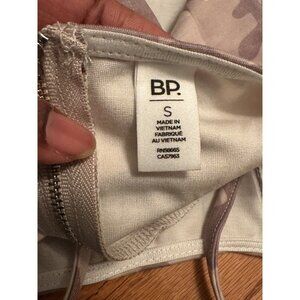 BP.
S
MADE IN
VIETNAM
FABRIQUÉ
AU VIETNAM
RN58665
CA57963